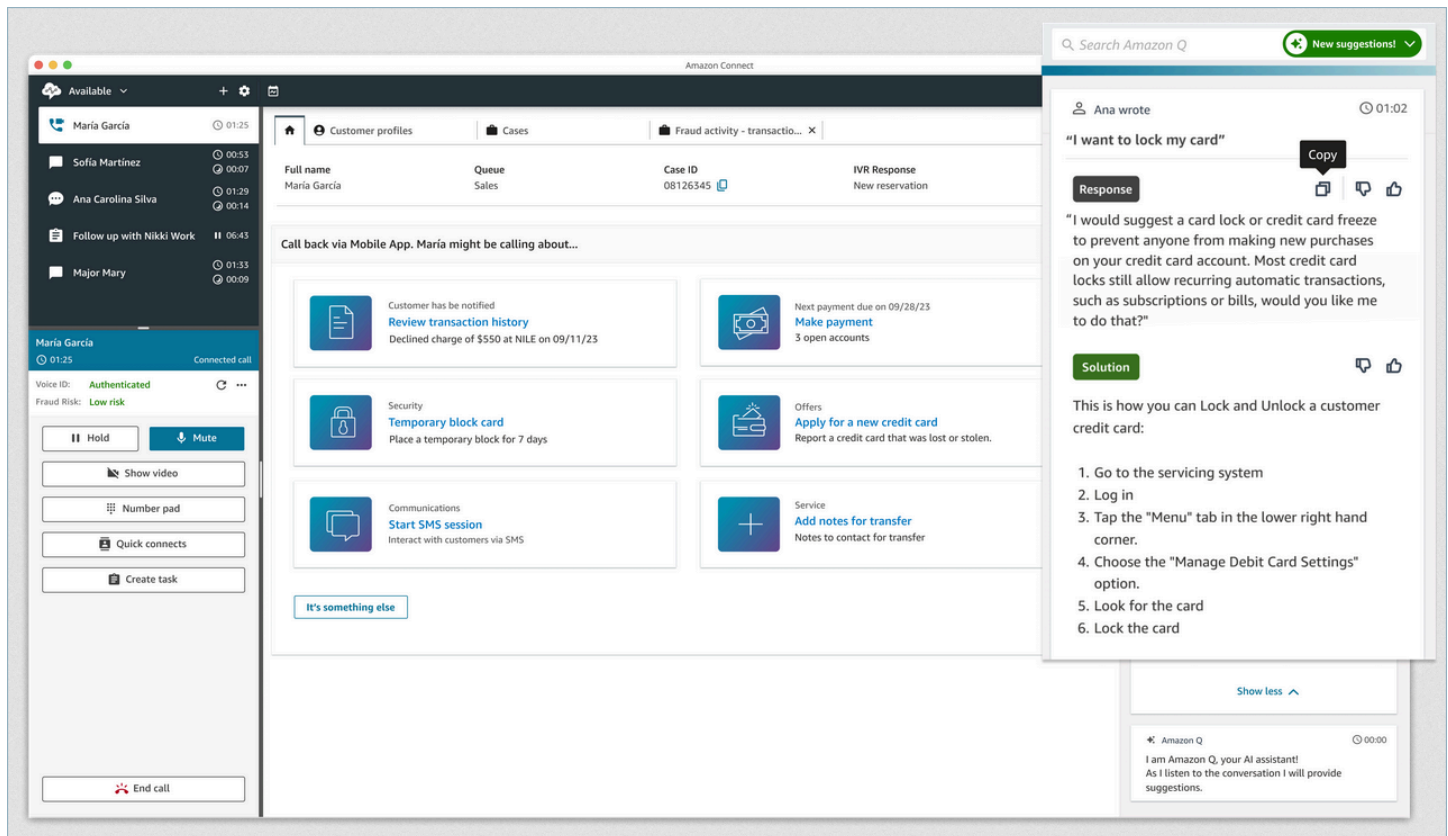 Amazon Connect
Available
María García 01:25
Sofía Martínez 00:53
00:07
Ana Carolina Silva 01:29
00:14
Follow up with Nikki Work 06:43
Major Mary 01:33
00:09
María García
01:25 Connected call
Voice ID: Authenticated
Fraud Risk: Low risk
Hold Mute
Show video
Number pad
Quick connects
Create task
End call
Customer profiles Cases Fraud activity - transactio...
Full name Queue Case ID IVR Response
María García Sales 08126345 New reservation
Call back via Mobile App. María might be calling about...
Customer has be notified
Review transaction history
Declined charge of $550 at NILE on 09/11/23
Next payment due on 09/28/23
Make payment
3 open accounts
Security
Temporary block card
Place a temporary block for 7 days
Offers
Apply for a new credit card
Report a credit card that was lost or stolen.
Communications
Start SMS session
Interact with customers via SMS
Service
Add notes for transfer
Notes to contact for transfer
It's something else
Search Amazon Q New suggestions!
Ana wrote 01:02
“I want to lock my card”
Copy
Response
“I would suggest a card lock or credit card freeze
to prevent anyone from making new purchases
on your credit card account. Most credit card
locks still allow recurring automatic transactions,
such as subscriptions or bills, would you like me
to do that?"
Solution
This is how you can Lock and Unlock a customer
credit card:
1. Go to the servicing system
2. Log in
3. Tap the "Menu" tab in the lower right hand
corner.
4. Choose the "Manage Debit Card Settings"
option.
5. Look for the card
6. Lock the card
Show less
Amazon Q 00:00
I am Amazon Q, your AI assistant!
As I listen to the conversation I will provide
suggestions.